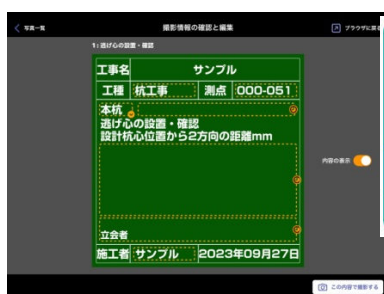 写真一覧
撮影情報の確認と編集
ブラウザに戻る
1：逃げ心の設置・確認
工事名 サンプル
工種 杭工事 測点 000-051
本杭
逃げ心の設置・確認
設計杭心位置から2方向の距離mm
内容の表示
立会者
施工者 サンプル 2023年09月27日
この内容で撮影する